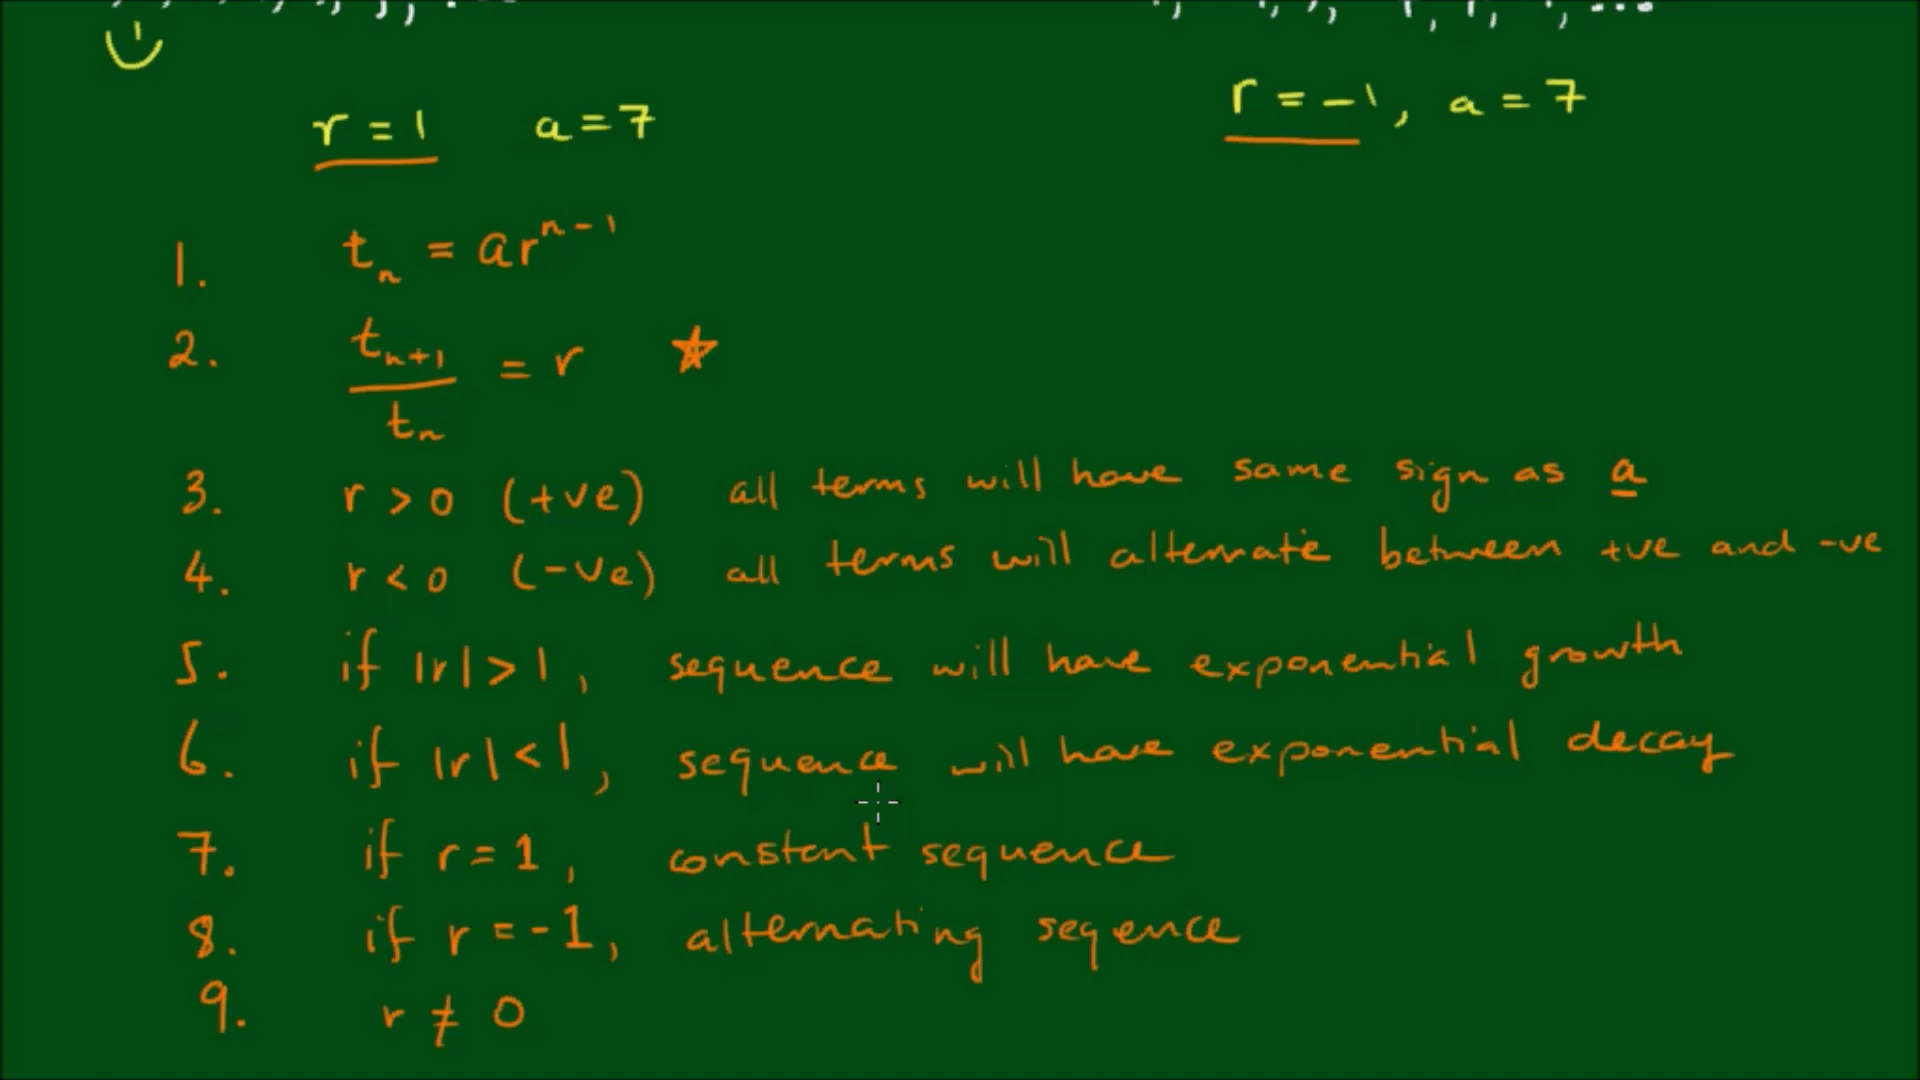 r = 1 a = 7
r = -1, a = 7
1. tₙ = arⁿ⁻¹
2. tₙ₊₁ / tₙ = r ★
3. r > 0 (+ve) all terms will have same sign as a
4. r < 0 (-ve) all terms will alternate between +ve and -ve
5. if |r| > 1, sequence will have exponential growth
6. if |r| < 1, sequence will have exponential decay
7. if r = 1, constant sequence
8. if r = -1, alternating seqence
9. r ≠ 0